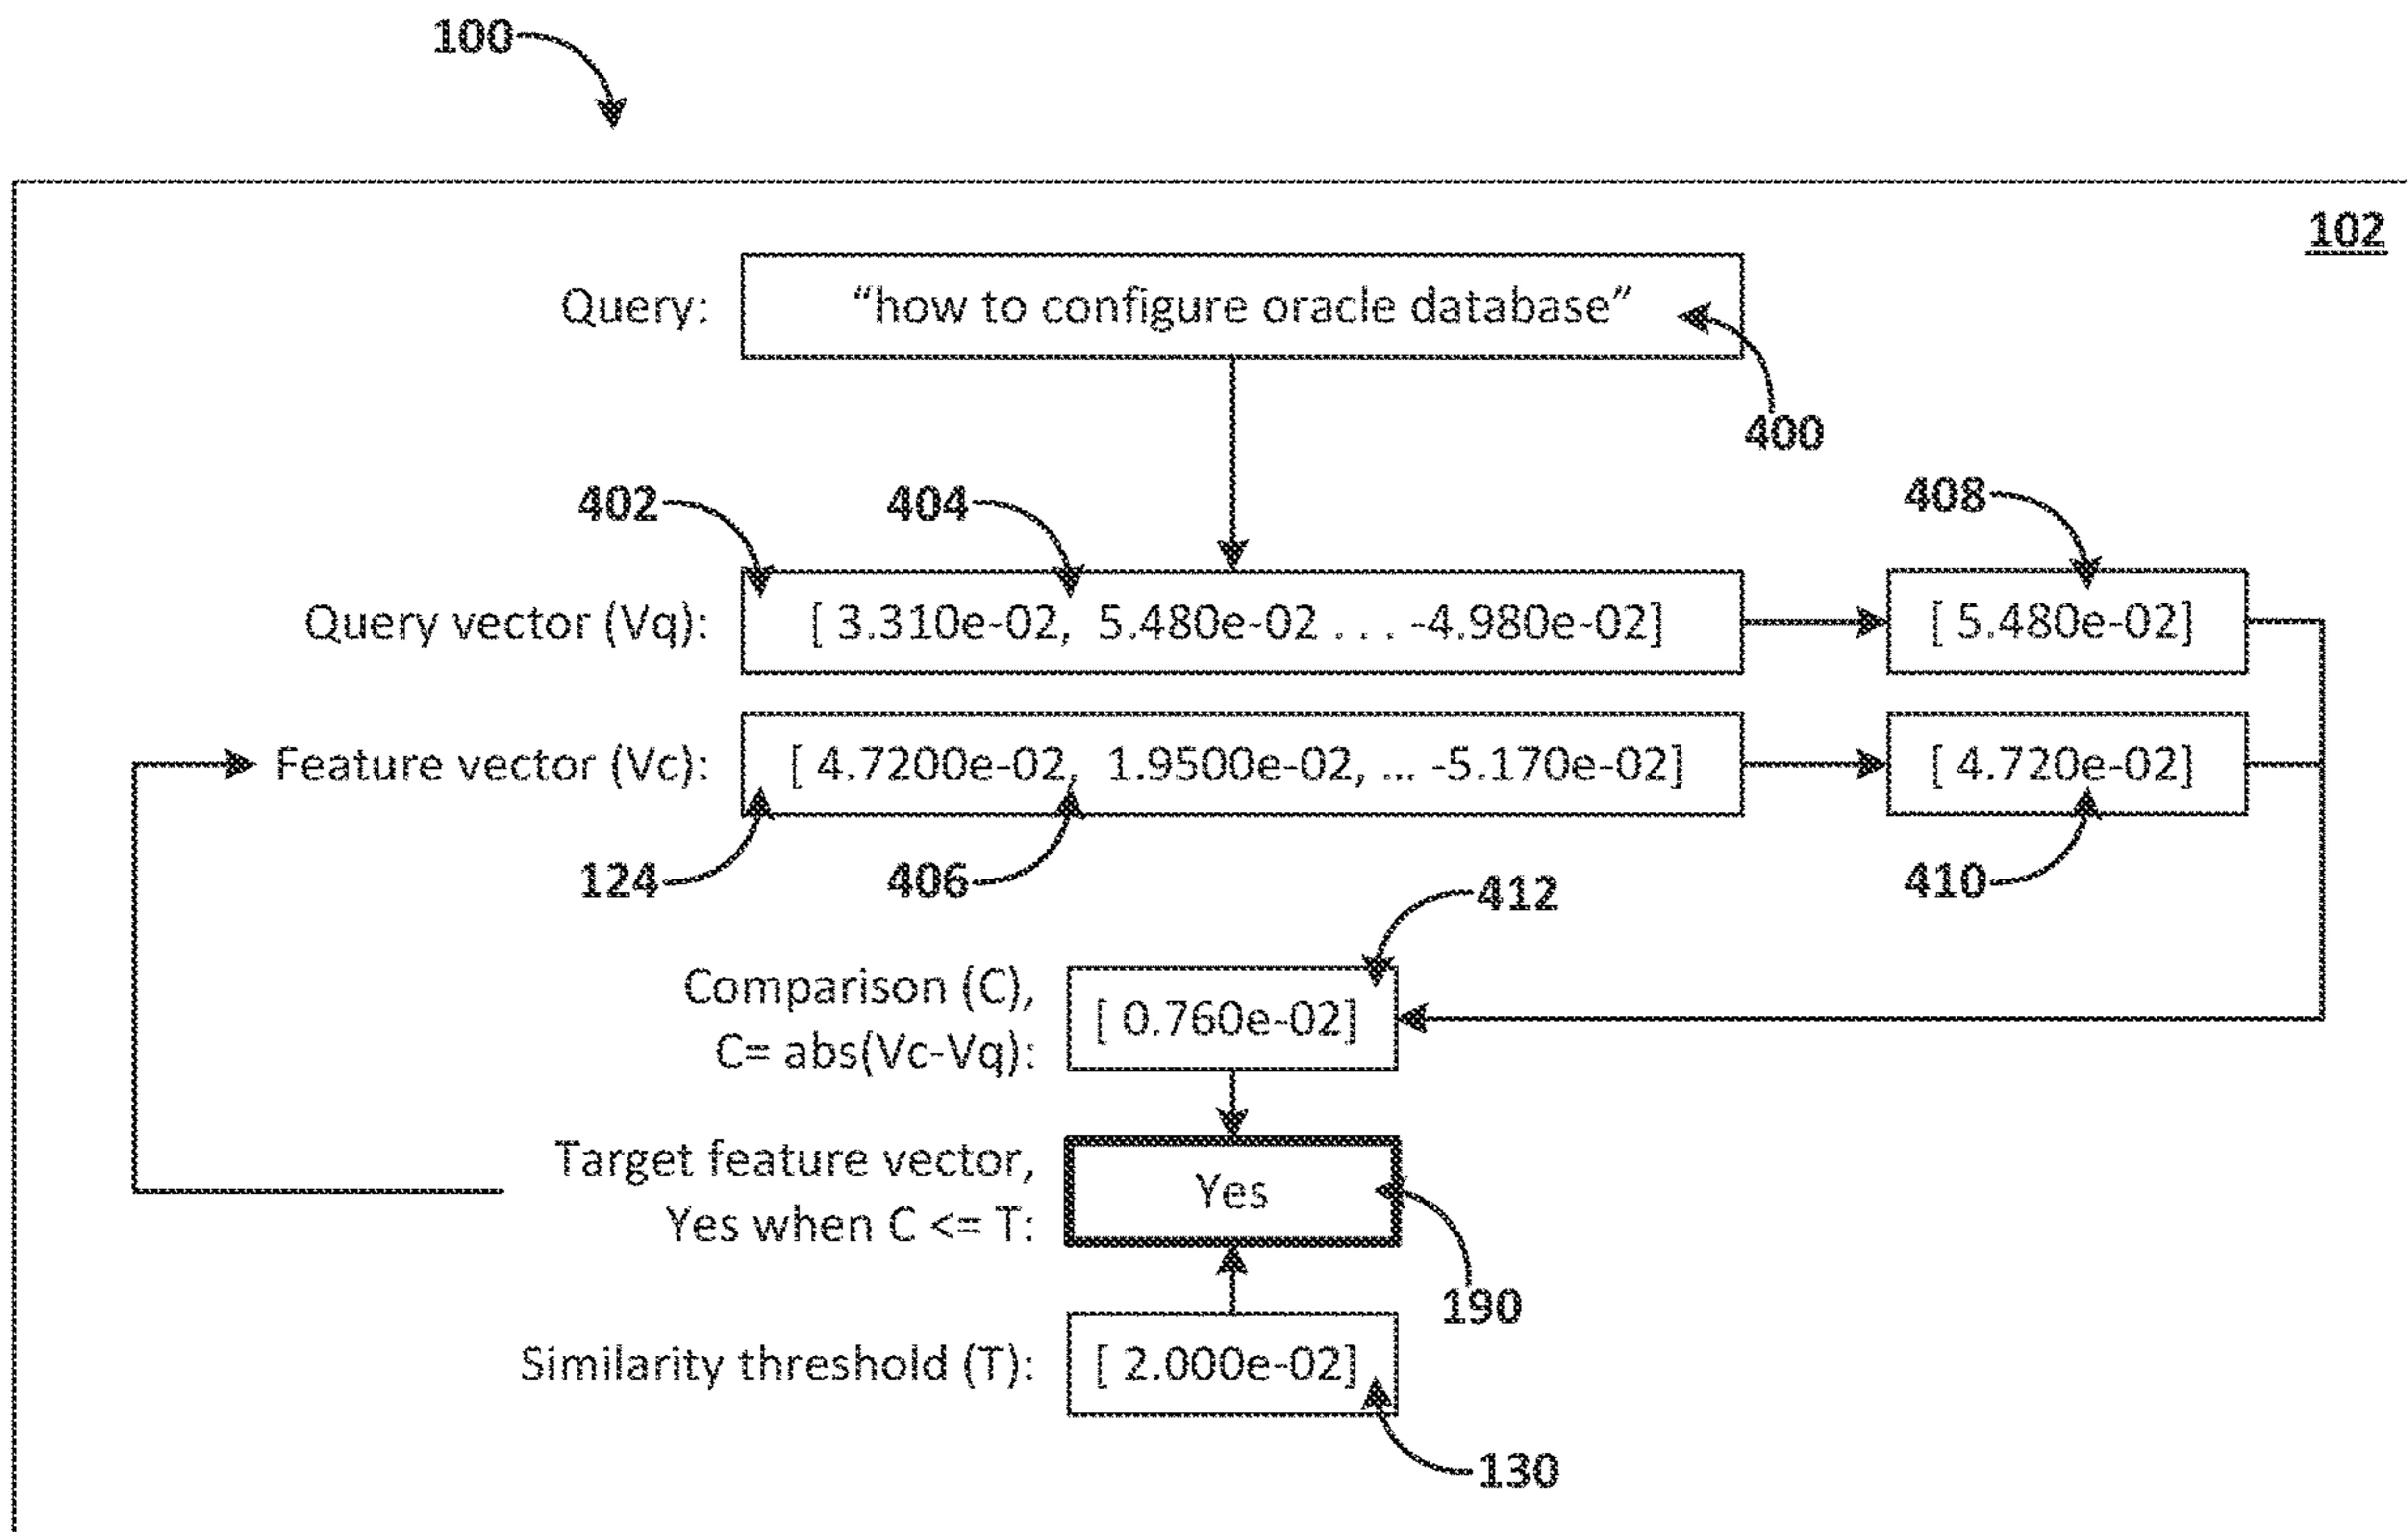 100
102
Query: “how to configure oracle database”
400
402 404 408
Query vector (Vq): [ 3.310e-02, 5.480e-02 . . . -4.980e-02] [ 5.480e-02]
Feature vector (Vc): [ 4.7200e-02, 1.9500e-02, ... -5.170e-02] [ 4.720e-02]
124 406 410
412
Comparison (C),
C= abs(Vc-Vq): [ 0.760e-02]
Target feature vector,
Yes when C <= T: Yes
190
Similarity threshold (T): [ 2.000e-02]
130